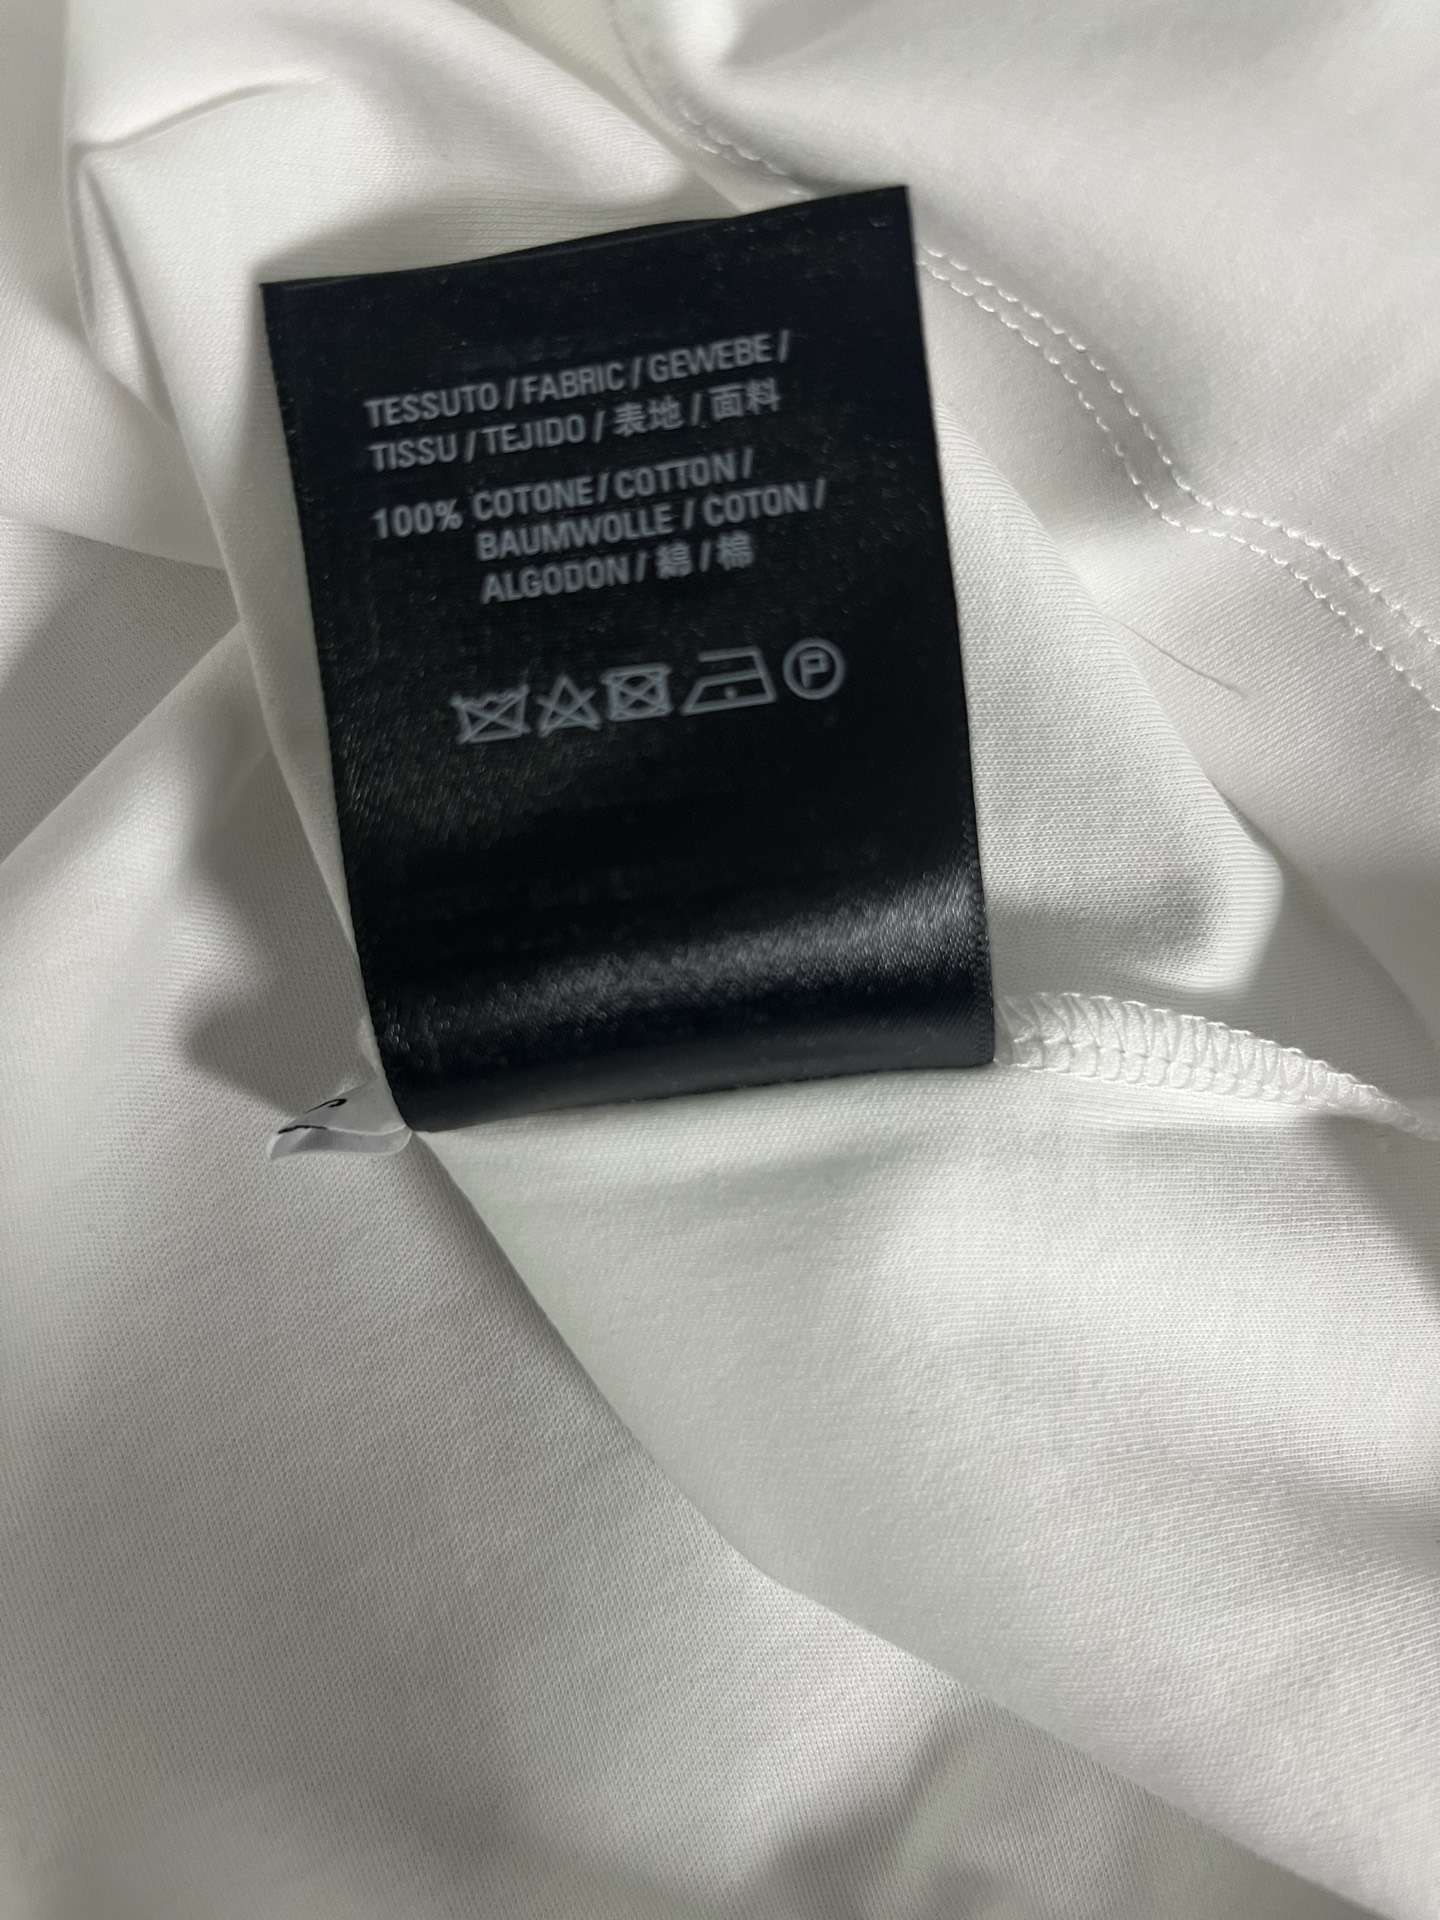 TESSUTO / FABRIC / GEWEBE /
TISSU / TEJIDO / 表地 / 面料
100% COTONE / COTTON /
BAUMWOLLE / COTON /
ALGODON / 綿 / 棉
P